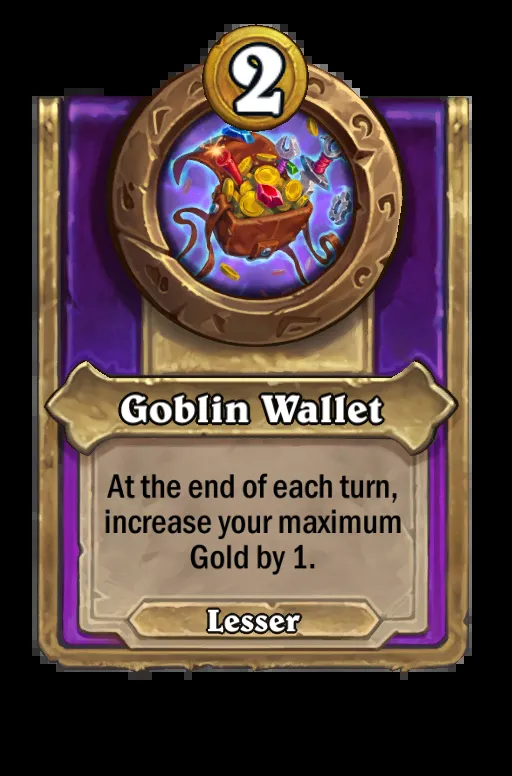 2
Goblin Wallet
At the end of each turn,
increase your maximum
Gold by 1.
Lesser